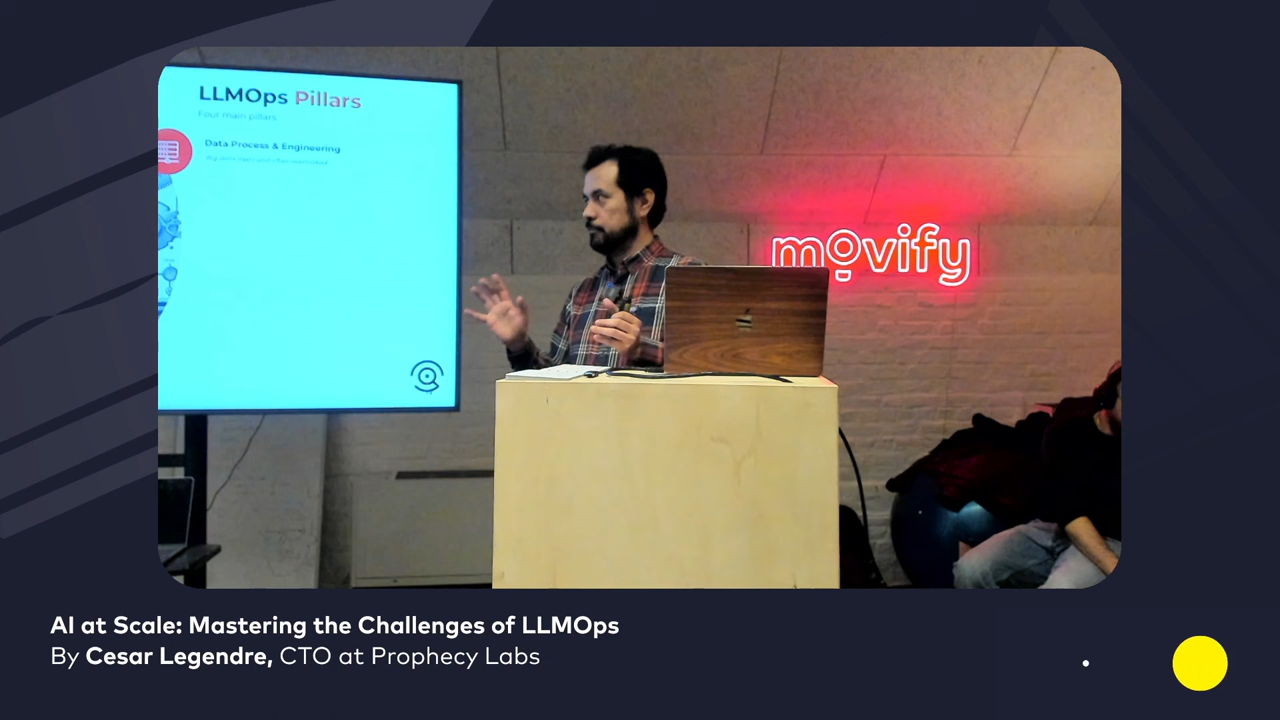 LLMOps Pillars
Four main pillars
Data Process & Engineering
movify
AI at Scale: Mastering the Challenges of LLMOps
By Cesar Legendre, CTO at Prophecy Labs